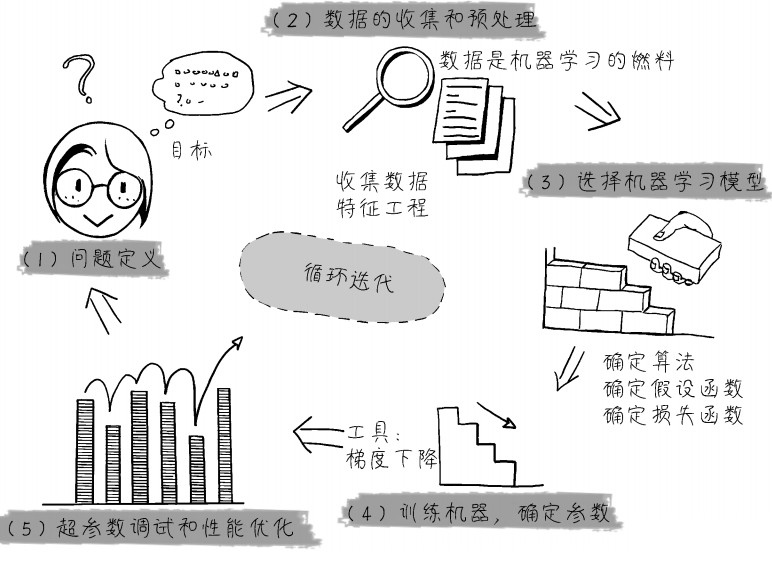 (2)数据的收集和预处理
数据是机器学习的燃料
目标
收集数据
特征工程
(3)选择机器学习模型
(1)问题定义
循环迭代
确定算法
确定假设函数
确定损失函数
工具:
梯度下降
(4)训练机器,确定参数
(5)超参数调试和性能优化